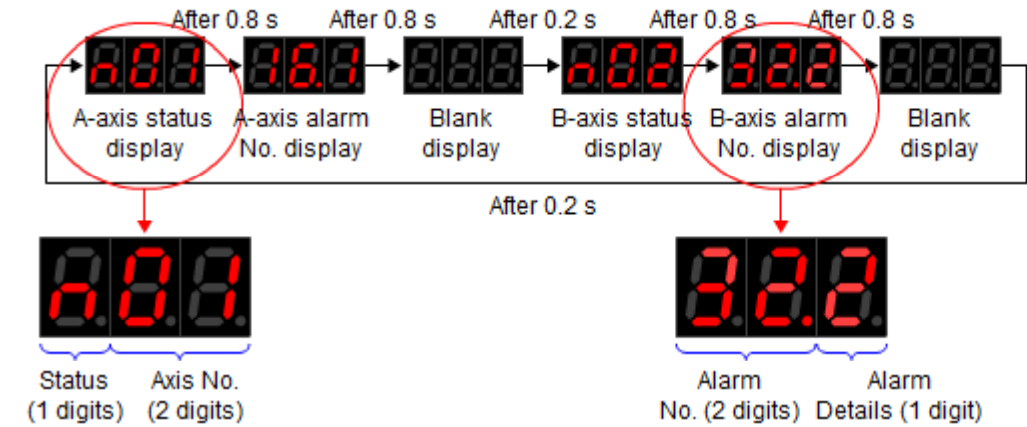 After 0.8 s After 0.8 s After 0.2 s After 0.8 s After 0.8 s
n01 16.1 n02 32.2
A-axis status A-axis alarm Blank B-axis status B-axis alarm Blank
display No. display display display No. display display
After 0.2 s
n01 32.2
Status Axis No. Alarm Alarm
(1 digits) (2 digits) No. (2 digits) Details (1 digit)